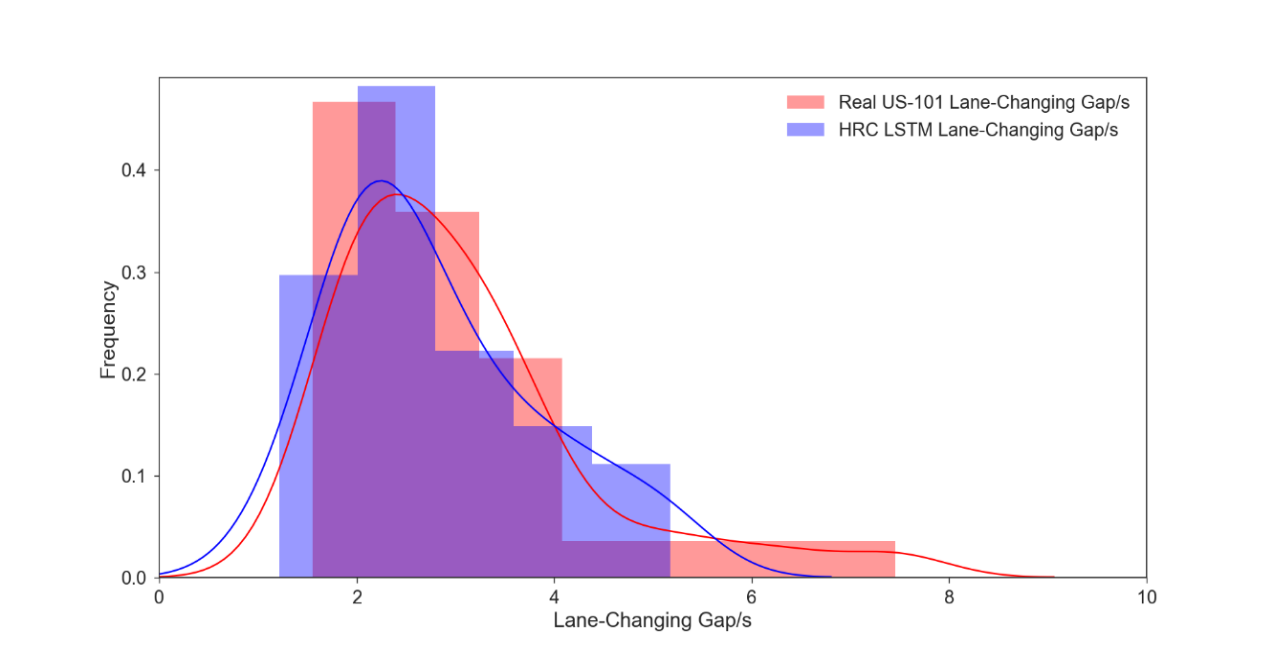 Real US-101 Lane-Changing Gap/s
HRC LSTM Lane-Changing Gap/s
Frequency
0.4
0.3
0.2
0.1
0.0
0 2 4 6 8 10
Lane-Changing Gap/s